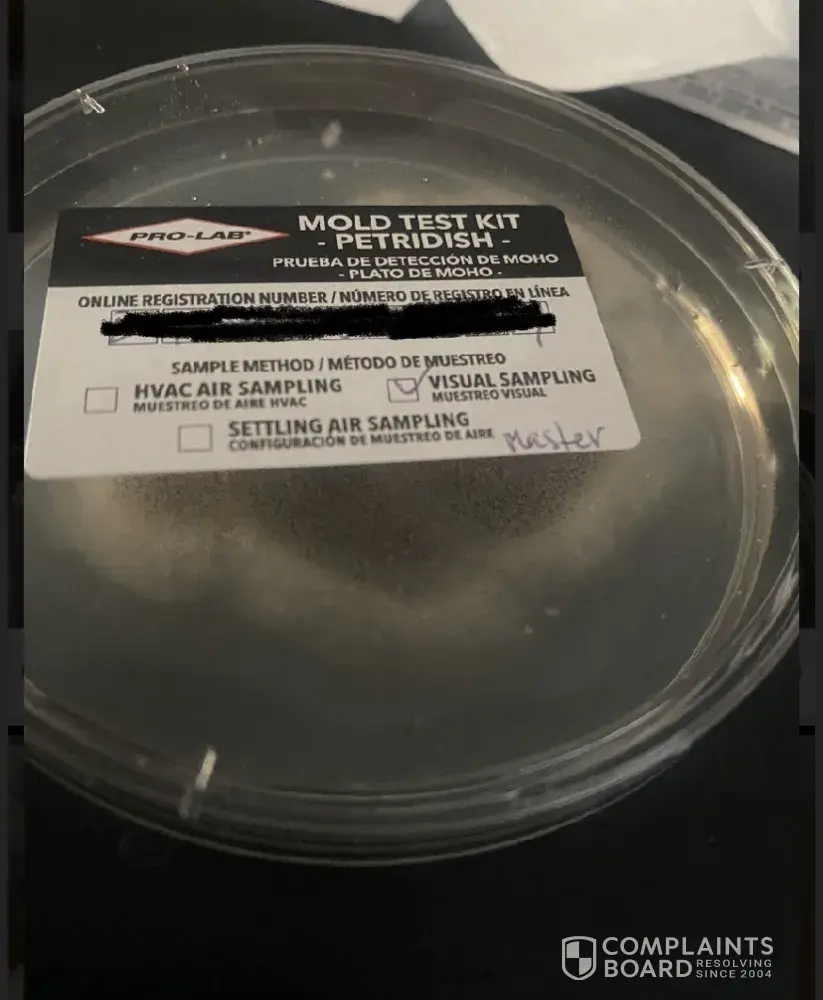 PRO-LAB®
MOLD TEST KIT
- PETRIDISH -
PRUEBA DE DETECCIÓN DE MOHO
- PLATO DE MOHO -
ONLINE REGISTRATION NUMBER / NÚMERO DE REGISTRO EN LÍNEA
SAMPLE METHOD / MÉTODO DE MUESTREO
HVAC AIR SAMPLING
MUESTREO DE AIRE HVAC
VISUAL SAMPLING
MUESTREO VISUAL
SETTLING AIR SAMPLING
CONFIGURACIÓN DE MUESTREO DE AIRE
Master
COMPLAINTS
BOARD
RESOLVING
SINCE 2004